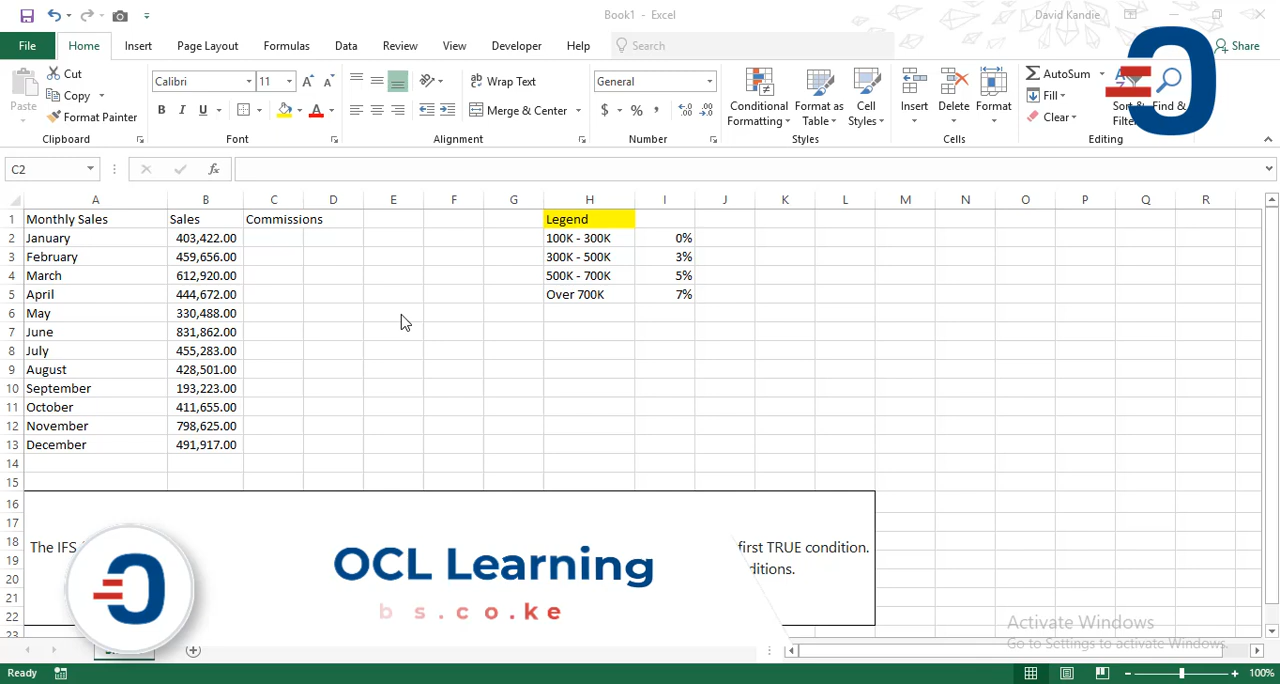 Book1 - Excel
David Kandie
File Home Insert Page Layout Formulas Data Review View Developer Help Search Share
Paste Cut Copy Format Painter
Calibri 11
B I U
Wrap Text
Merge & Center
General
$ % ,
Conditional Formatting Format as Table Cell Styles
Insert Delete Format
AutoSum
Fill
Clear
Sort & Find &
Clipboard Font Alignment Number Styles Cells Editing
C2 fx
A B C D E F G H I J K L M N O P Q R
1 Monthly Sales Sales Commissions Legend
2 January 403,422.00 100K - 300K 0%
3 February 459,656.00 300K - 500K 3%
4 March 612,920.00 500K - 700K 5%
5 April 444,672.00 Over 700K 7%
6 May 330,488.00
7 June 831,862.00
8 July 455,283.00
9 August 428,501.00
10 September 193,223.00
11 October 411,655.00
12 November 798,625.00
13 December 491,917.00
14
15
16
17
18
19
20
21
22
23
The IFS first TRUE condition.
OCL Learning
b s.co.ke
Activate Windows
Go to Settings to activate Windows.
Ready 100%